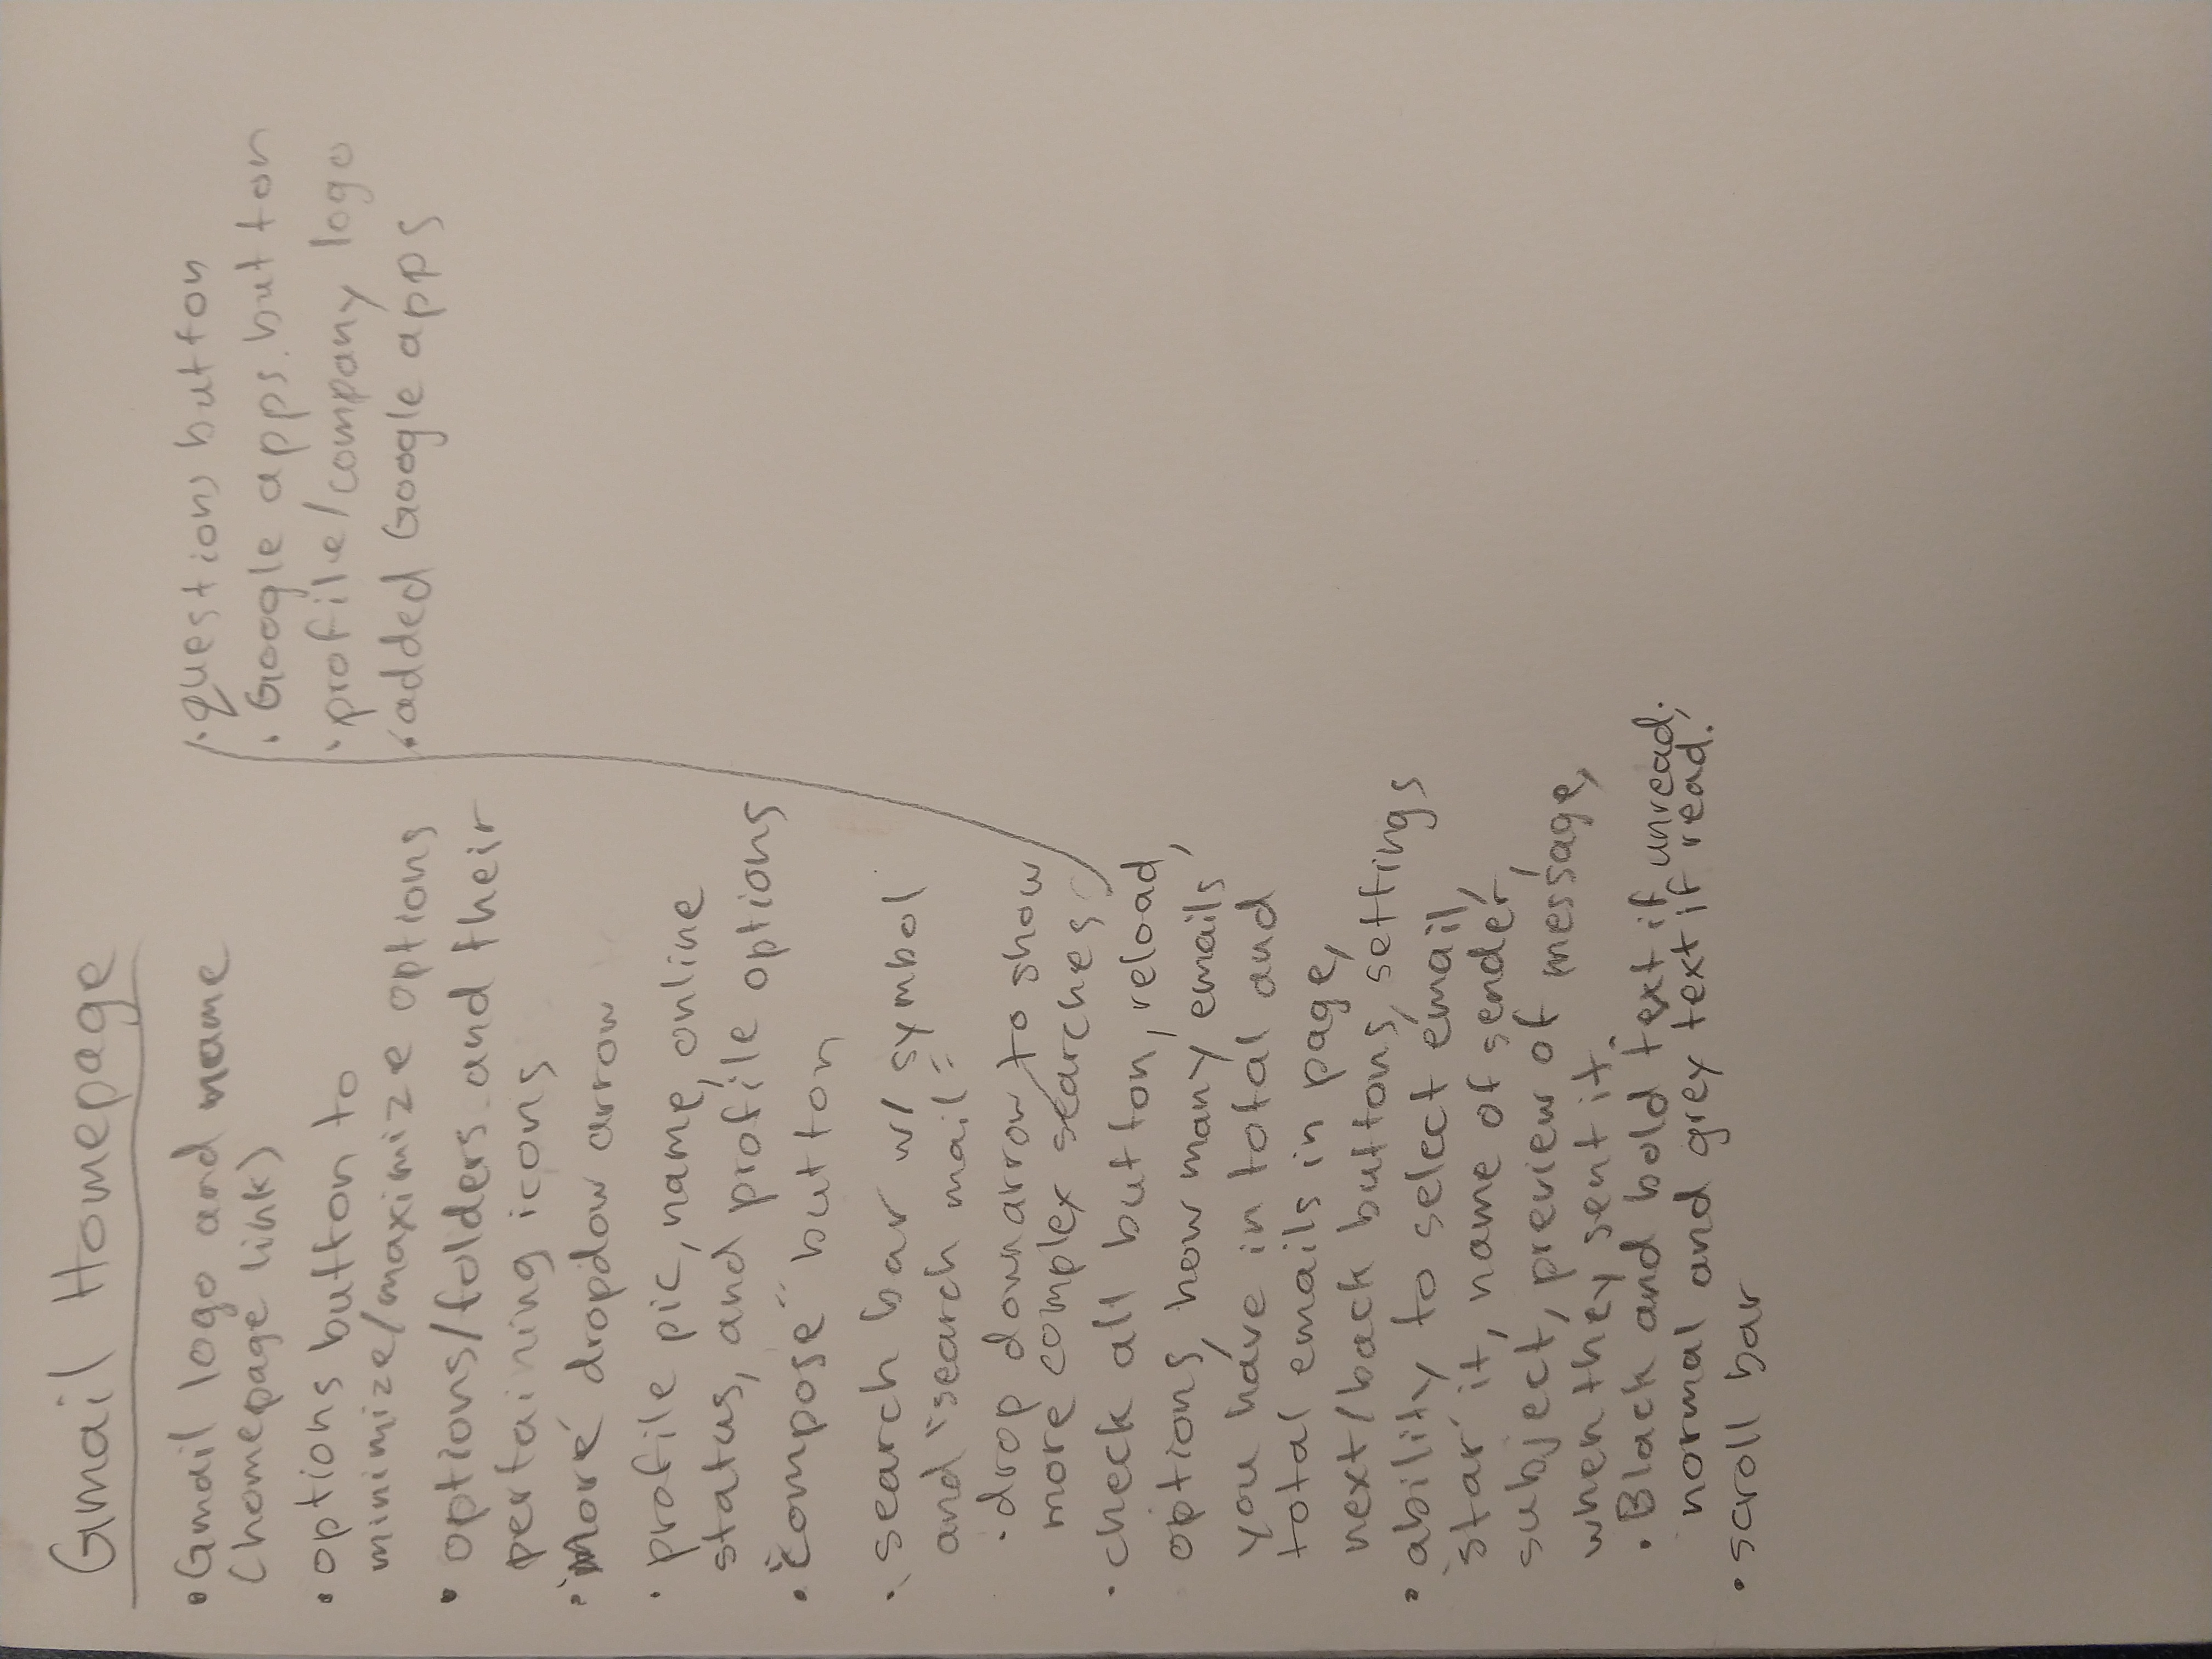 Gmail Homepage
• Gmail logo and name
(homepage link)
• options button to
minimize/maximize options
• options/folders and their
pertaining icons
• "More" dropdow arrow
• profile pic, name, online
status, and profile options
• "compose" button
• search bar w/ symbol
and "search mail"
• drop down arrow to show
more complex searches
• check all button, reload,
options, how many emails
you have in total and
total emails in page,
next/back buttons, settings
• ability to select email,
"star" it, name of sender,
subject, preview of message,
when they sent it.
• Black and bold text if unread;
normal and grey text if read.
• scroll bar
• questions button
• Google apps button
• profile/company logo
• added Google apps